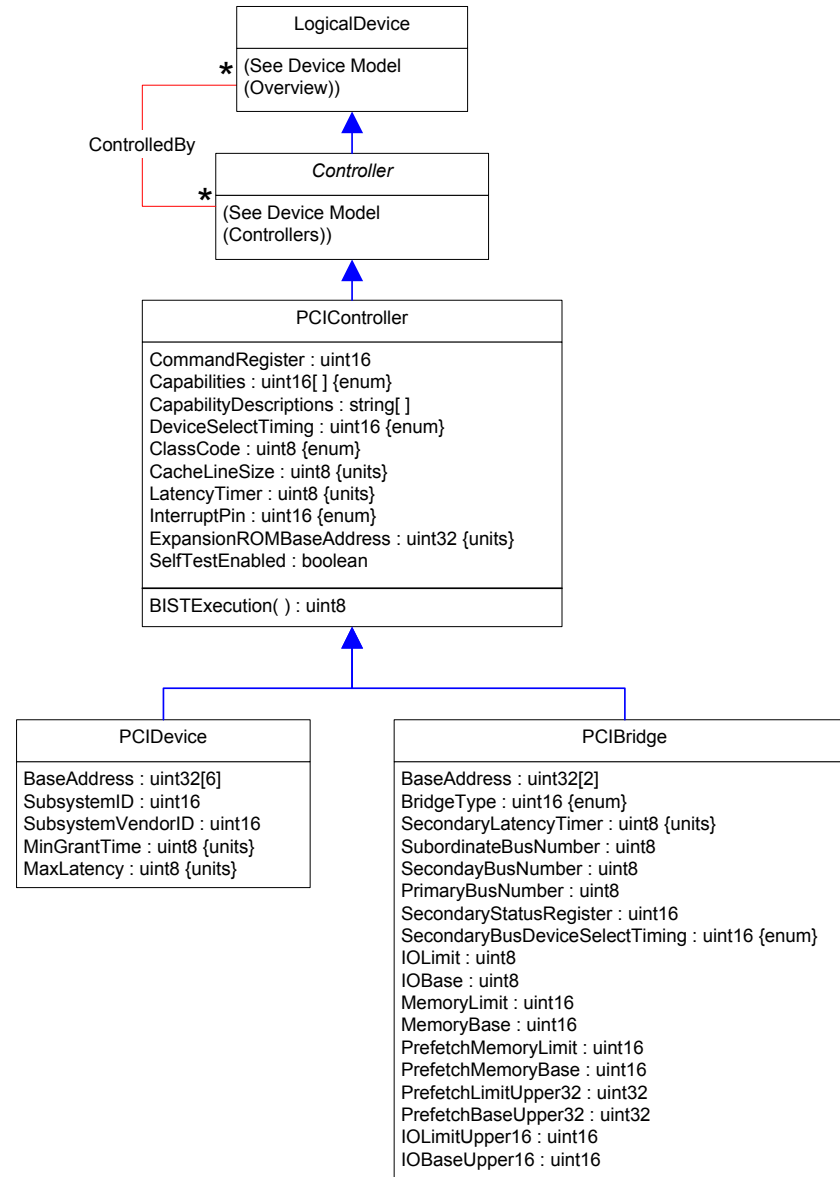 LogicalDevice
(See Device Model
(Overview))
*
ControlledBy
*
Controller
(See Device Model
(Controllers))
PCIController
CommandRegister : uint16
Capabilities : uint16[ ] {enum}
CapabilityDescriptions : string[ ]
DeviceSelectTiming : uint16 {enum}
ClassCode : uint8 {enum}
CacheLineSize : uint8 {units}
LatencyTimer : uint8 {units}
InterruptPin : uint16 {enum}
ExpansionROMBaseAddress : uint32 {units}
SelfTestEnabled : boolean
BISTExecution( ) : uint8
PCIDevice
BaseAddress : uint32[6]
SubsystemID : uint16
SubsystemVendorID : uint16
MinGrantTime : uint8 {units}
MaxLatency : uint8 {units}
PCIBridge
BaseAddress : uint32[2]
BridgeType : uint16 {enum}
SecondaryLatencyTimer : uint8 {units}
SubordinateBusNumber : uint8
SecondayBusNumber : uint8
PrimaryBusNumber : uint8
SecondaryStatusRegister : uint16
SecondaryBusDeviceSelectTiming : uint16 {enum}
IOLimit : uint8
IOBase : uint8
MemoryLimit : uint16
MemoryBase : uint16
PrefetchMemoryLimit : uint16
PrefetchMemoryBase : uint16
PrefetchLimitUpper32 : uint32
PrefetchBaseUpper32 : uint32
IOLimitUpper16 : uint16
IOBaseUpper16 : uint16